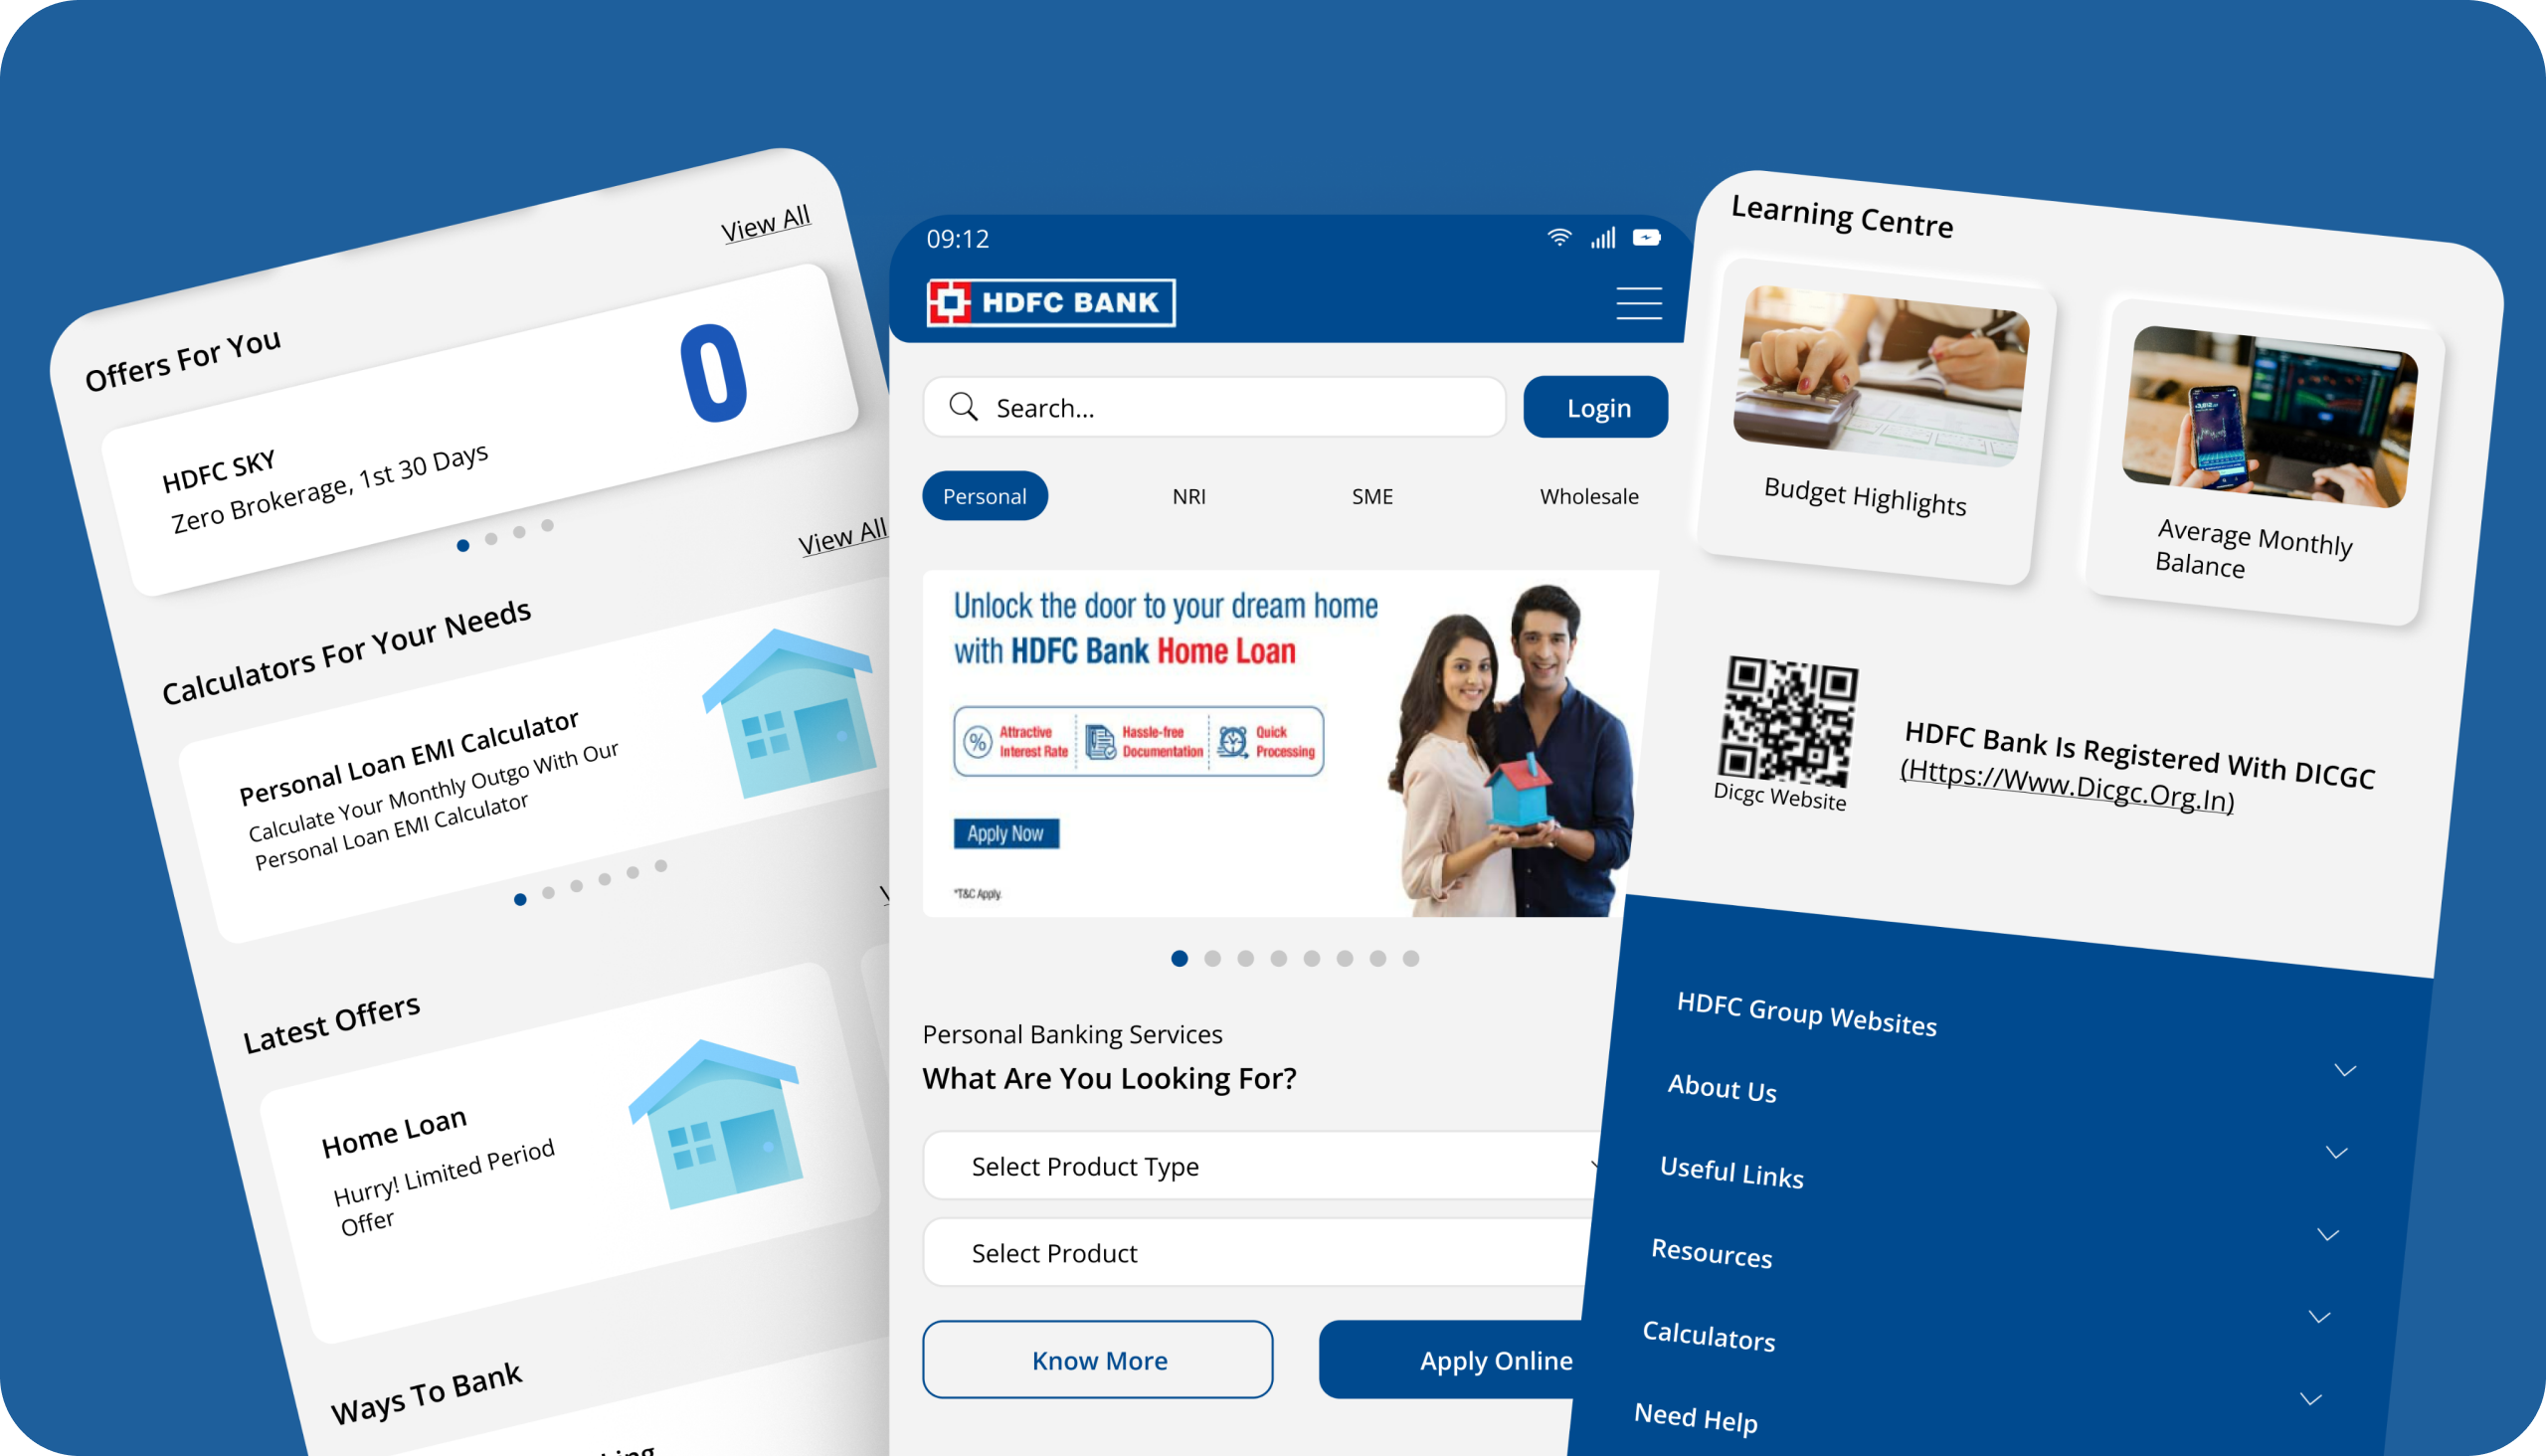 View All
Offers For You
HDFC SKY
Zero Brokerage, 1st 30 Days
0
View All
Calculators For Your Needs
Personal Loan EMI Calculator
Calculate Your Monthly Outgo With Our
Personal Loan EMI Calculator
Latest Offers
Home Loan
Hurry! Limited Period
Offer
Ways To Bank
09:12
HDFC BANK
Search...
Login
Personal
NRI
SME
Wholesale
Unlock the door to your dream home
with HDFC Bank Home Loan
Attractive
Interest Rate
Hassle-free
Documentation
Quick
Processing
Apply Now
*T&C Apply.
Personal Banking Services
What Are You Looking For?
Select Product Type
Select Product
Know More
Apply Online
Learning Centre
Budget Highlights
Average Monthly
Balance
Dicgc Website
HDFC Bank Is Registered With DICGC
(Https://Www.Dicgc.Org.In)
HDFC Group Websites
About Us
Useful Links
Resources
Calculators
Need Help